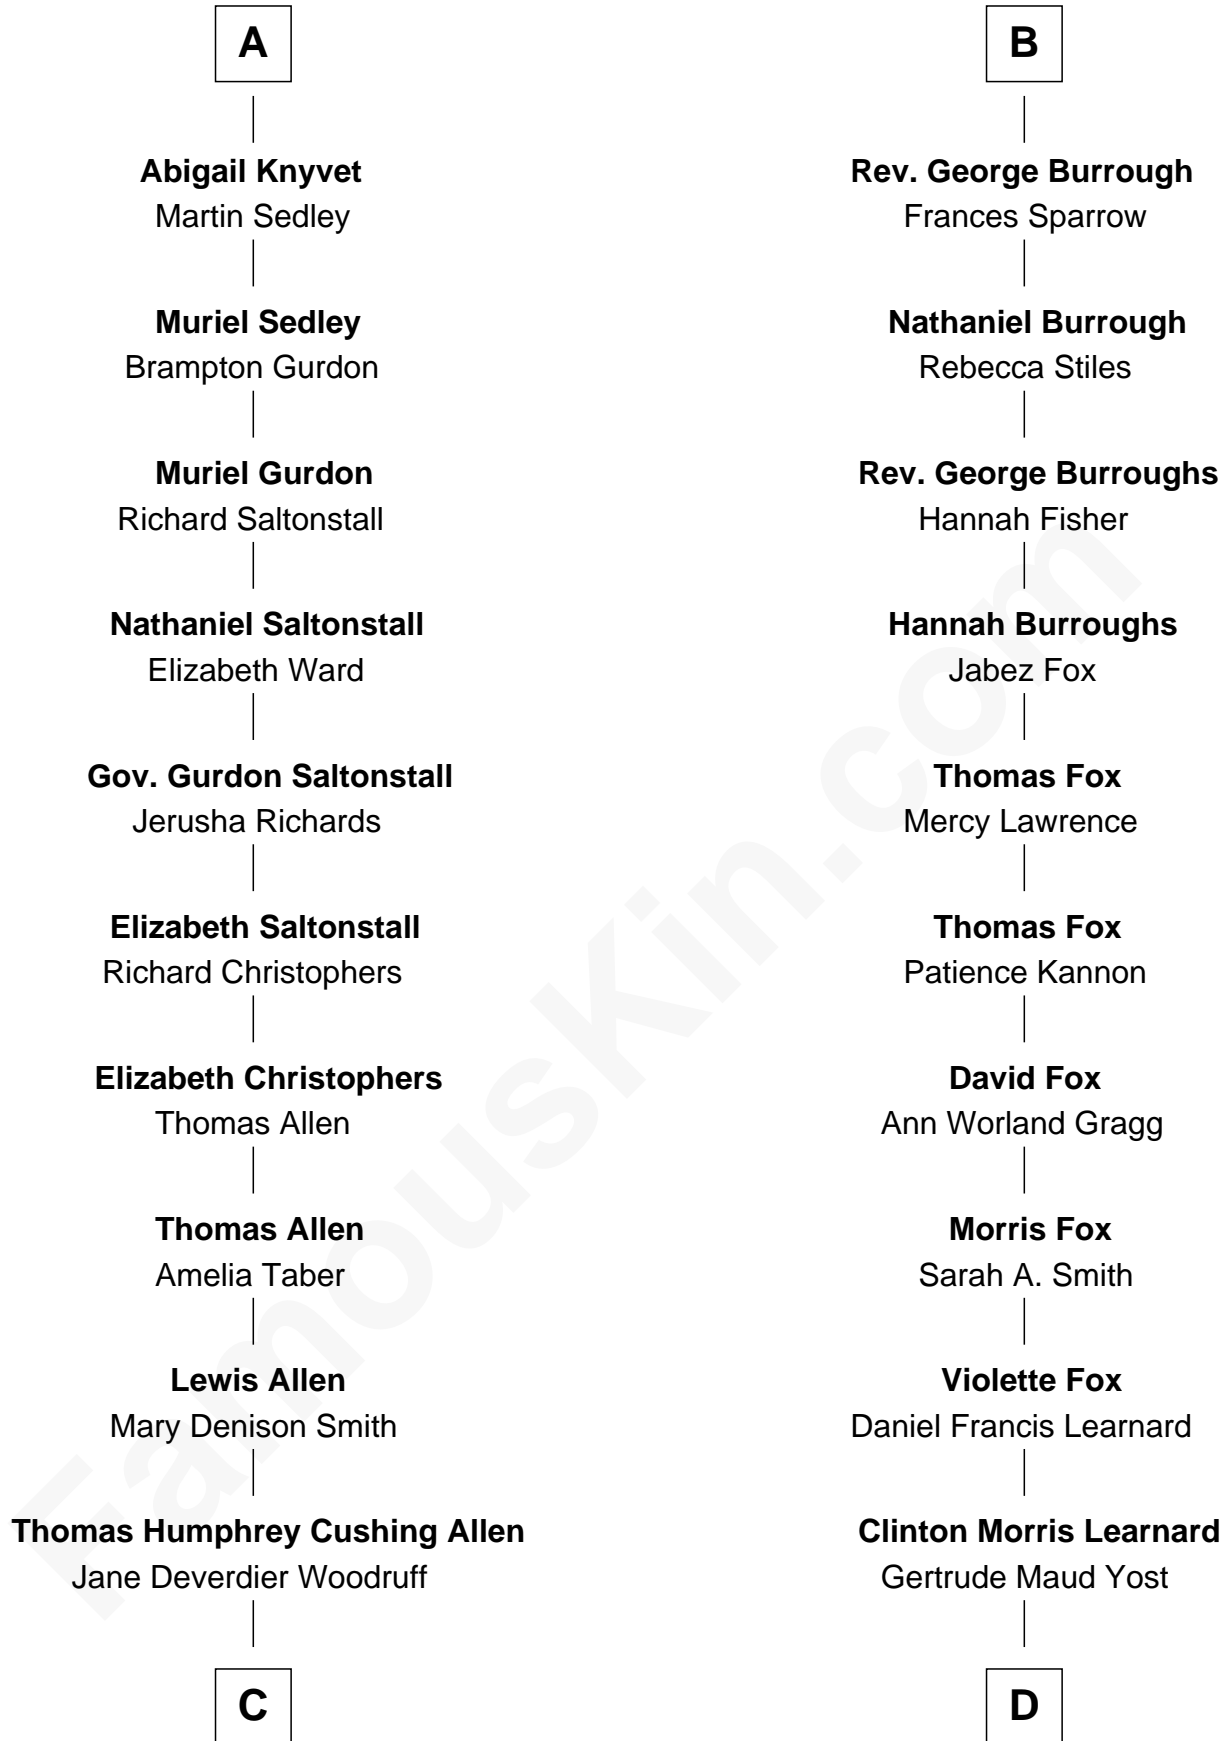 A
Abigail Knyvet
Martin Sedley
Muriel Sedley
Brampton Gurdon
Muriel Gurdon
Richard Saltonstall
Nathaniel Saltonstall
Elizabeth Ward
Gov. Gurdon Saltonstall
Jerusha Richards
Elizabeth Saltonstall
Richard Christophers
Elizabeth Christophers
Thomas Allen
Thomas Allen
Amelia Taber
Lewis Allen
Mary Denison Smith
Thomas Humphrey Cushing Allen
Jane Deverdier Woodruff
C
B
Rev. George Burrough
Frances Sparrow
Nathaniel Burrough
Rebecca Stiles
Rev. George Burroughs
Hannah Fisher
Hannah Burroughs
Jabez Fox
Thomas Fox
Mercy Lawrence
Thomas Fox
Patience Kannon
David Fox
Ann Worland Gragg
Morris Fox
Sarah A. Smith
Violette Fox
Daniel Francis Learnard
Clinton Morris Learnard
Gertrude Maud Yost
D
FamousKin.com